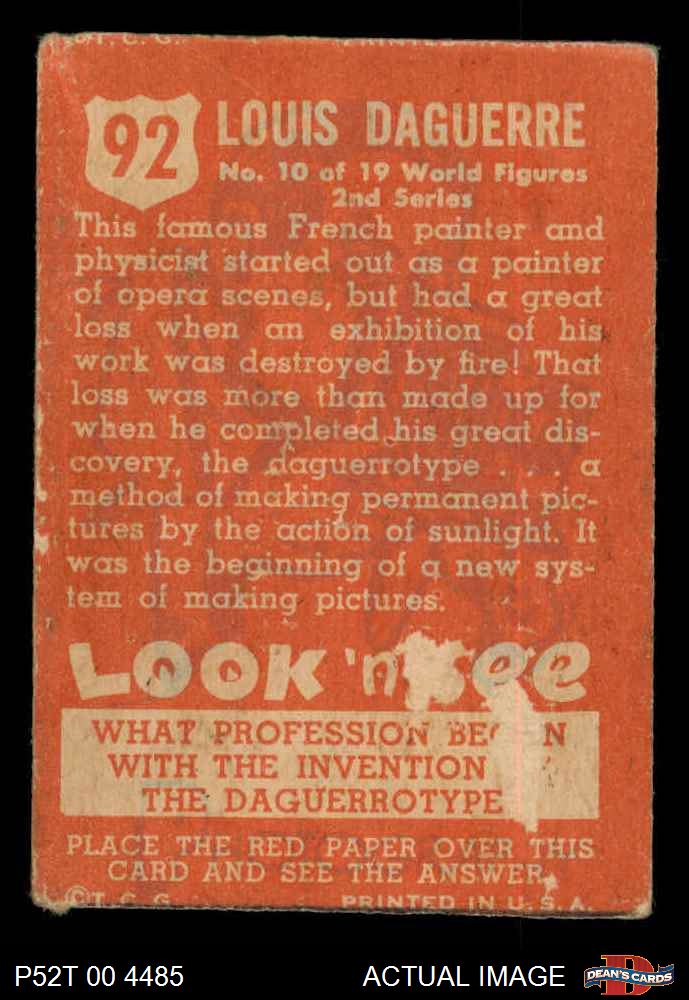 92
LOUIS DAGUERRE
No. 10 of 19 World Figures
2nd Series
This famous French painter and
physicist started out as a painter
of opera scenes, but had a great
loss when an exhibition of his
work was destroyed by fire! That
loss was more than made up for
when he completed his great dis-
covery, the daguerrotype . . . a
method of making permanent pic-
tures by the action of sunlight. It
was the beginning of a new sys-
tem of making pictures.
LOOK 'n SEE
WHAT PROFESSION
WITH THE INVENTION
THE DAGUERROTYPE
PLACE THE RED PAPER OVER THIS
CARD AND SEE THE ANSWER.
©T. C. G. PRINTED IN U. S. A.
P52T 00 4485 ACTUAL IMAGE DEAN'S CARDS